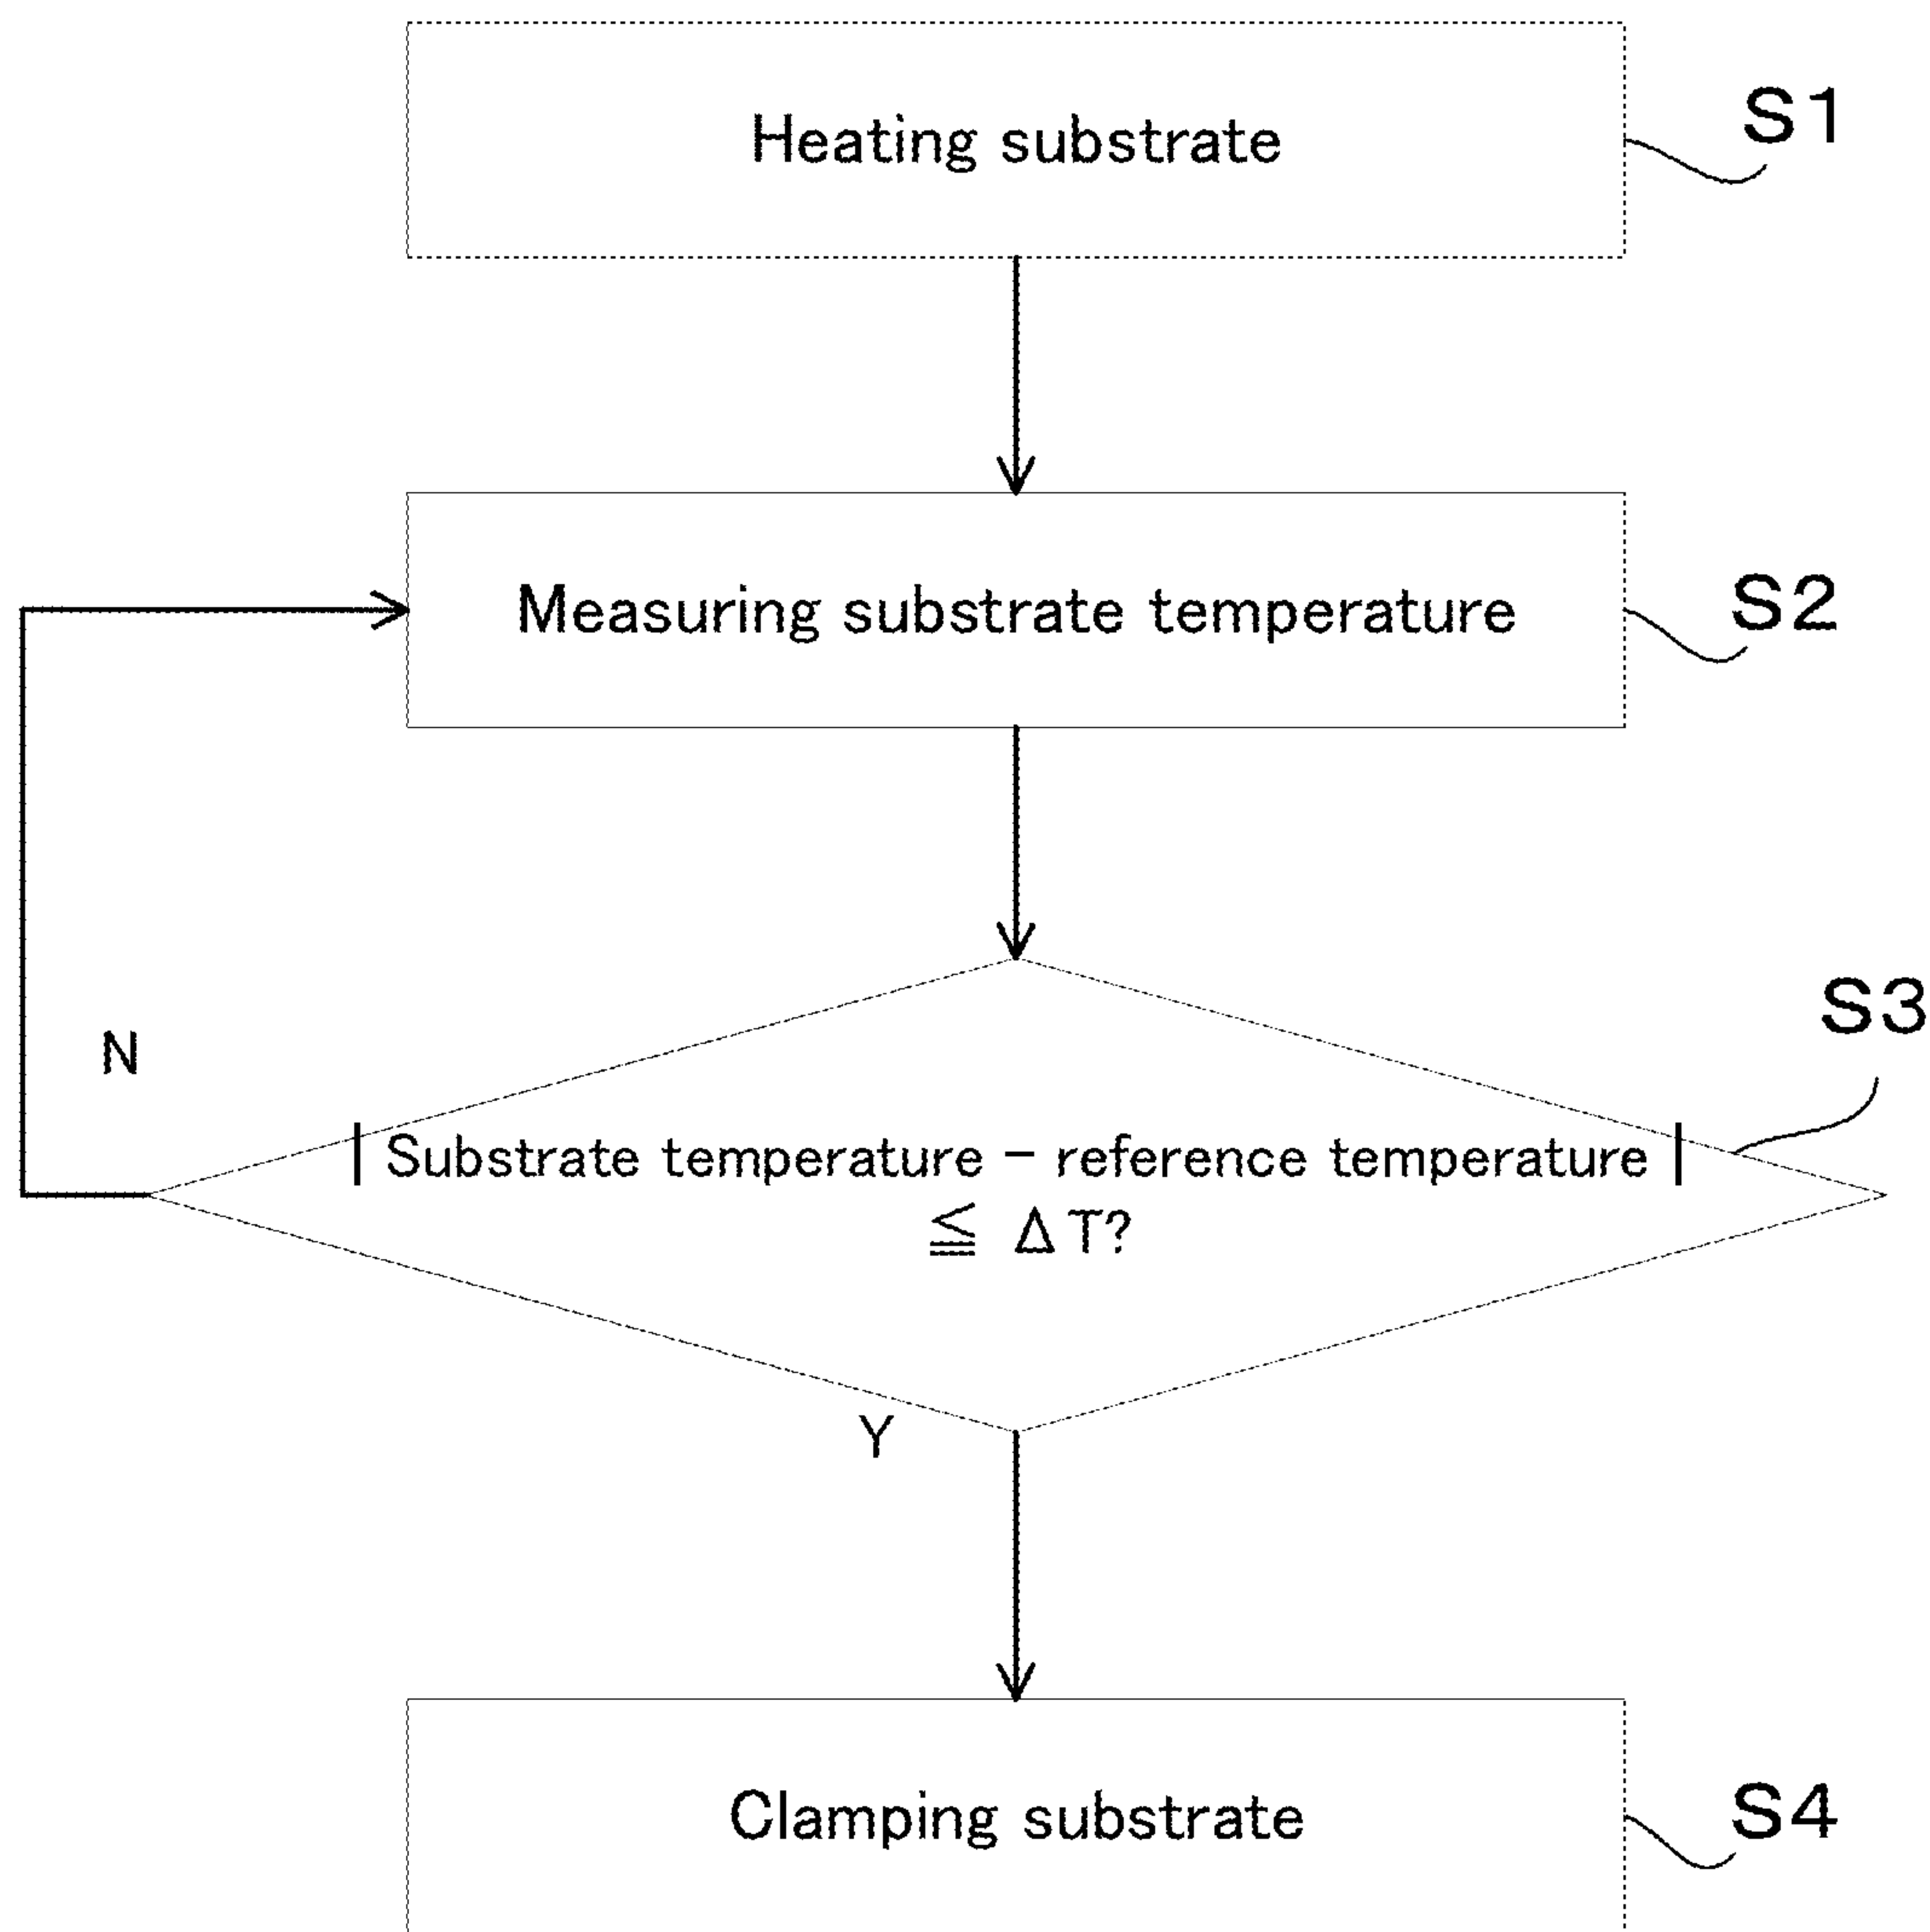 Heating substrate
S1
Measuring substrate temperature
S2
S3
N
| Substrate temperature − reference temperature |
≦ ΔT?
Y
Clamping substrate
S4